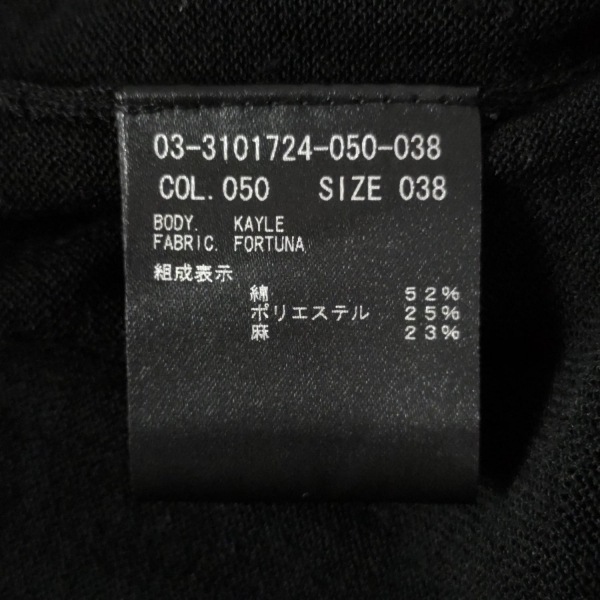 03-3101724-050-038
COL. 050 SIZE 038
BODY. KAYLE
FABRIC. FORTUNA
組成表示
綿 52%
ポリエステル 25%
麻 23%